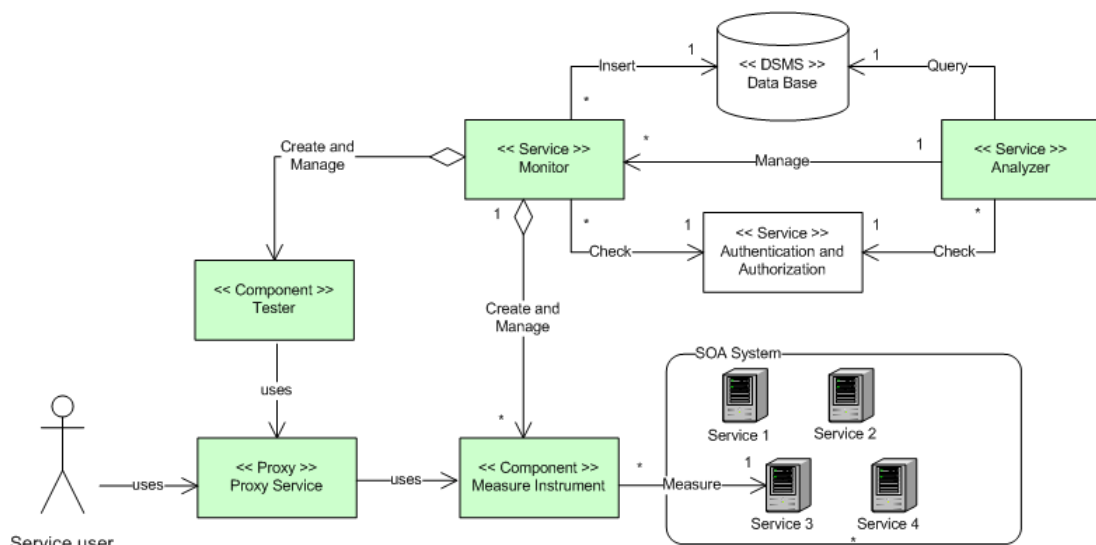 1
1
<< DSMS >>
Data Base
Insert
Query
*
*
1
<< Service >>
Monitor
Manage
<< Service >>
Analyzer
Create and
Manage
1
*
1
<< Service >>
Authentication and
Authorization
1
*
Check
Check
<< Component >>
Tester
Create and
Manage
SOA System
uses
Service 1
Service 2
*
<< Proxy >>
Proxy Service
uses
<< Component >>
Measure Instrument
*
1
Measure
uses
Service 3
Service 4
*
Service user